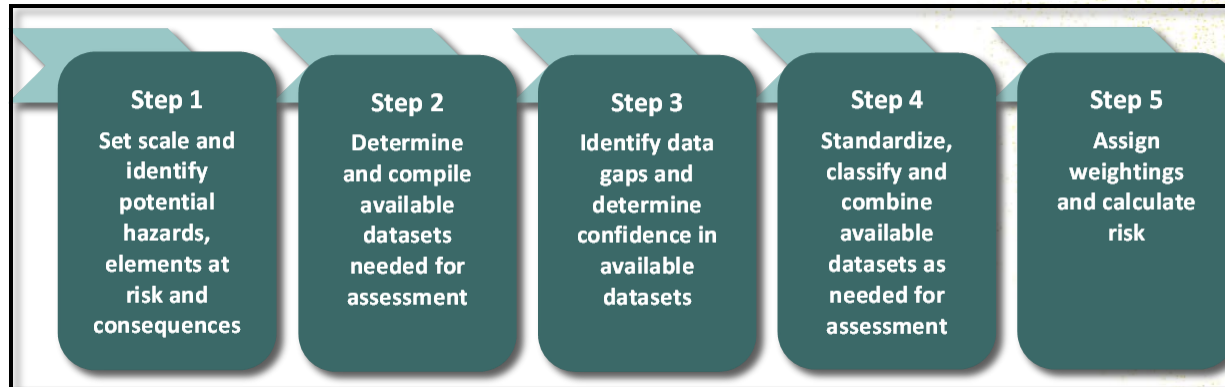 Step 1
Set scale and
identify
potential
hazards,
elements at
risk and
consequences
Step 2
Determine
and compile
available
datasets
needed for
assessment
Step 3
Identify data
gaps and
determine
confidence in
available
datasets
Step 4
Standardize,
classify and
combine
available
datasets as
needed for
assessment
Step 5
Assign
weightings
and calculate
risk